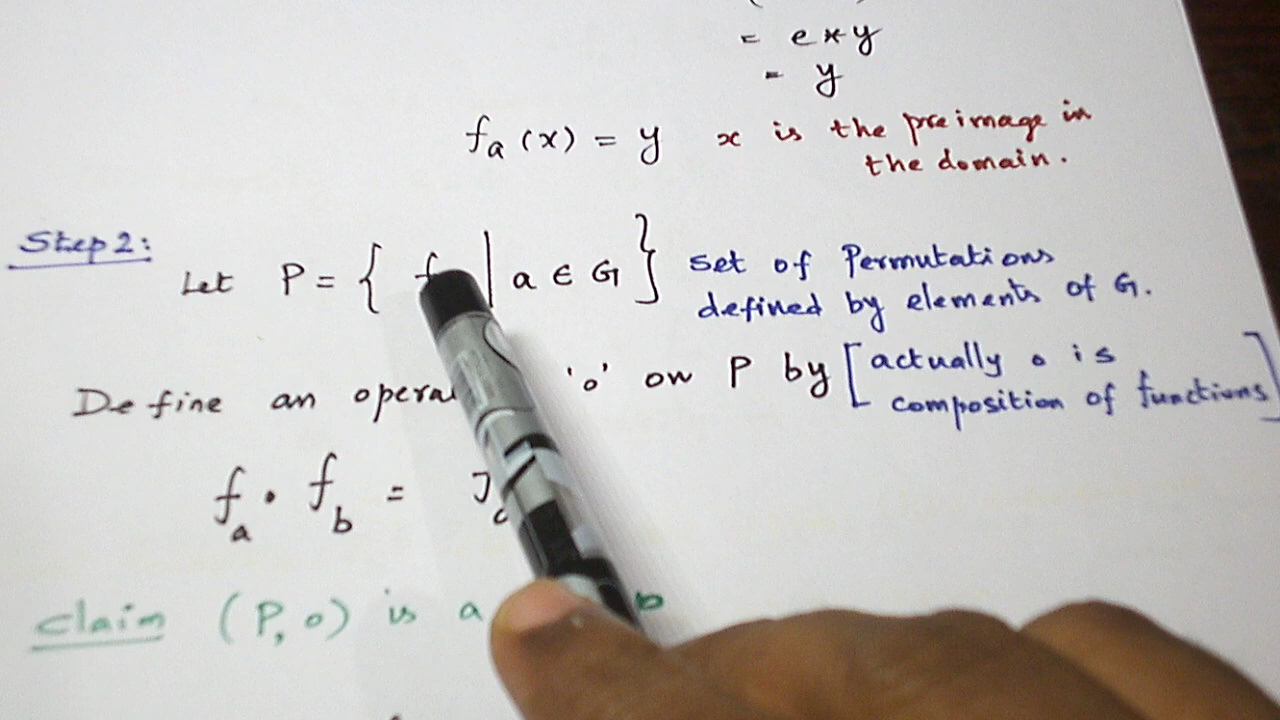 = e * y
= y
fa (x) = y x is the preimage in
the domain.
Step 2:
Let P = { f | a ∈ G } set of Permutations
defined by elements of G.
Define an opera 'o' on P by [actually o is
composition of functions]
fa . fb =
Claim (P, o) is a